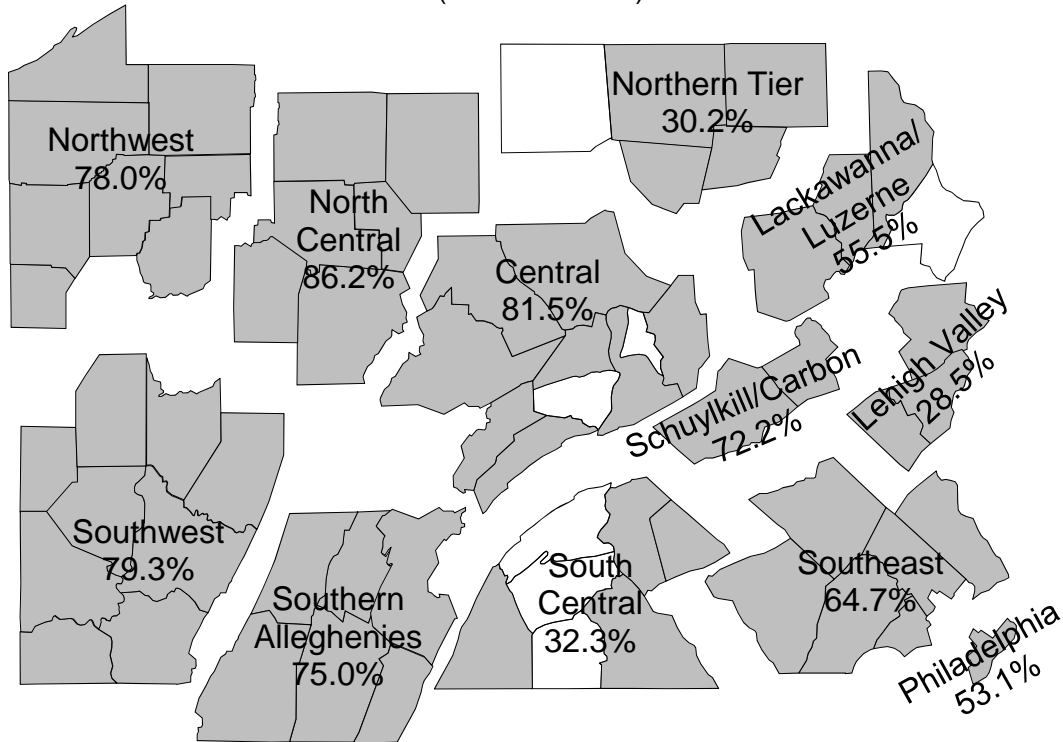 Northern Tier
30.2%
Northwest
78.0%
Lackawanna/
Luzerne
55.5%
North
Central
86.2%
Central
81.5%
Lehigh Valley
28.5%
Schuylkill/Carbon
72.2%
Southwest
79.3%
Southern
Alleghenies
75.0%
South
Central
32.3%
Southeast
64.7%
Philadelphia
53.1%